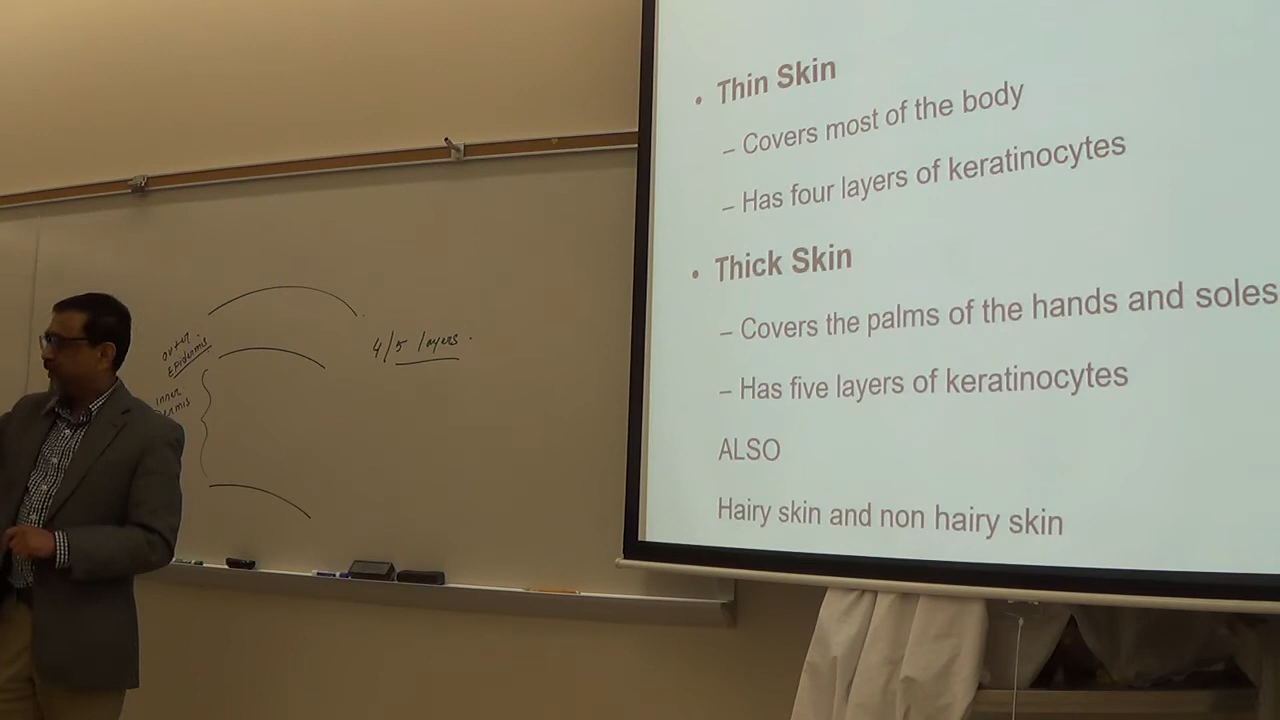 • Thin Skin
– Covers most of the body
– Has four layers of keratinocytes
• Thick Skin
– Covers the palms of the hands and soles
– Has five layers of keratinocytes
ALSO
Hairy skin and non hairy skin
outer
Epidermis
inner
4/5 layers.